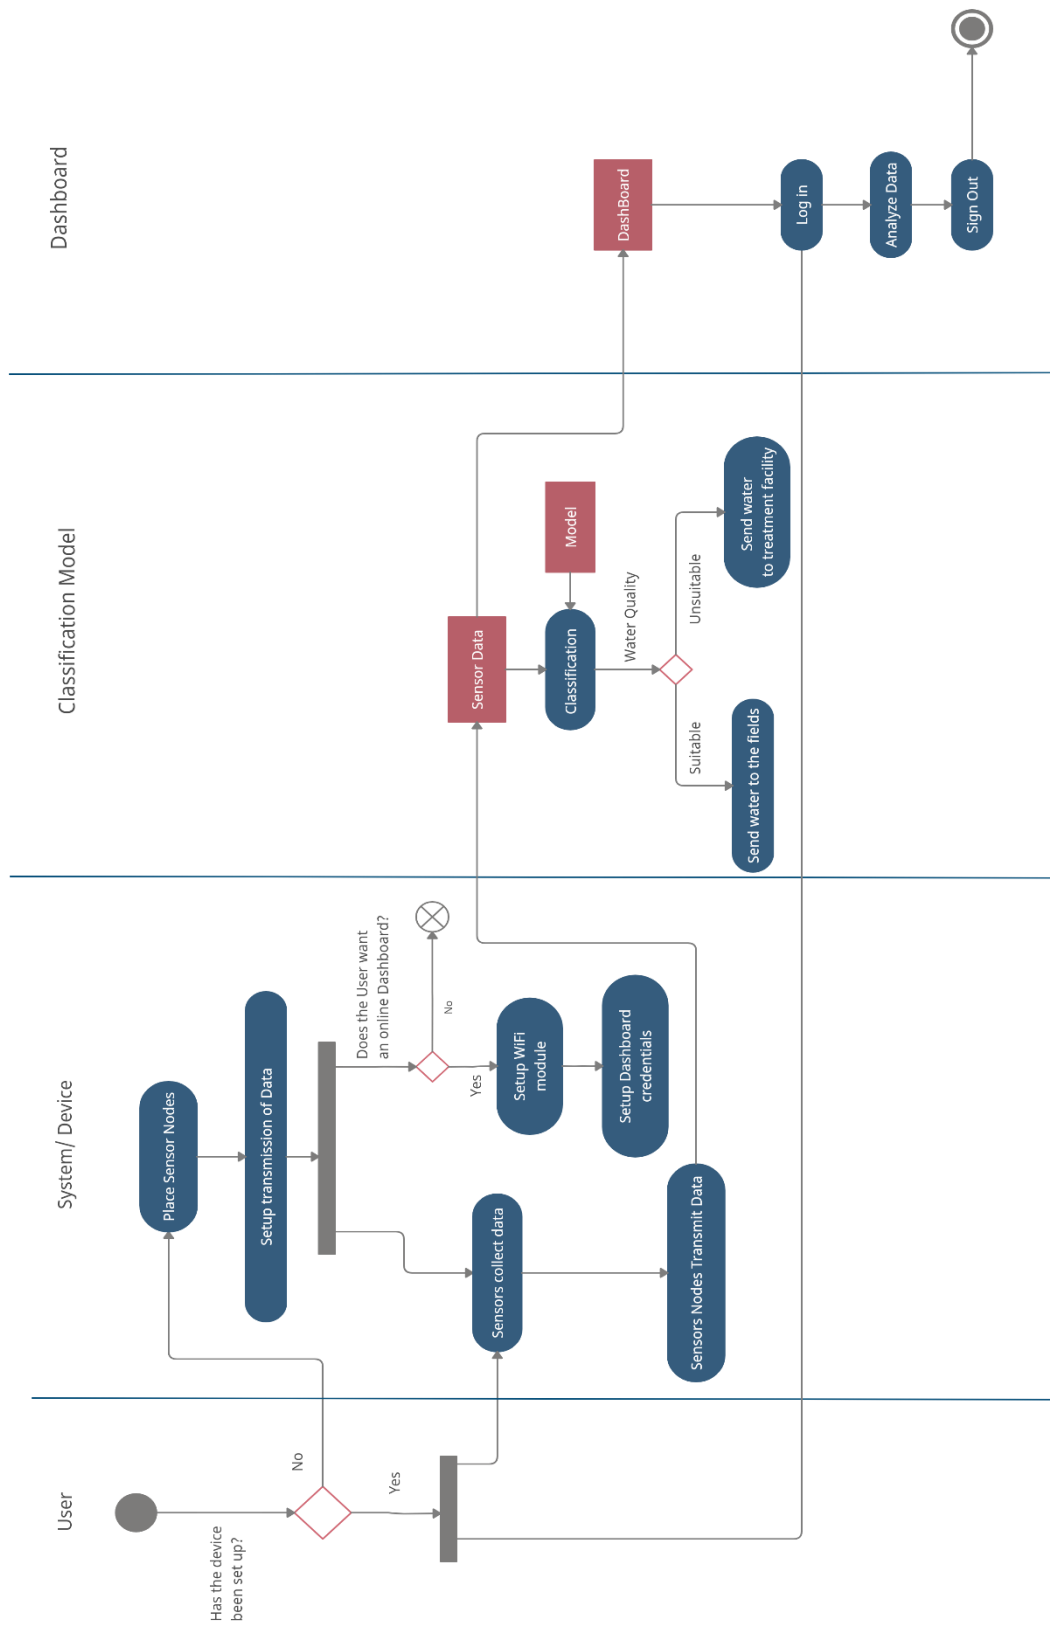 User
System/ Device
Classification Model
Dashboard
Has the device
been set up?
No
Yes
Place Sensor Nodes
Setup transmission of Data
Does the User want
an online Dashboard?
No
Yes
Setup WiFi
module
Setup Dashboard
credentials
Sensors collect data
Sensors Nodes Transmit Data
Sensor Data
Model
Classification
Water Quality
Suitable
Unsuitable
Send water to the fields
Send water
to treatment facility
DashBoard
Log in
Analyze Data
Sign Out